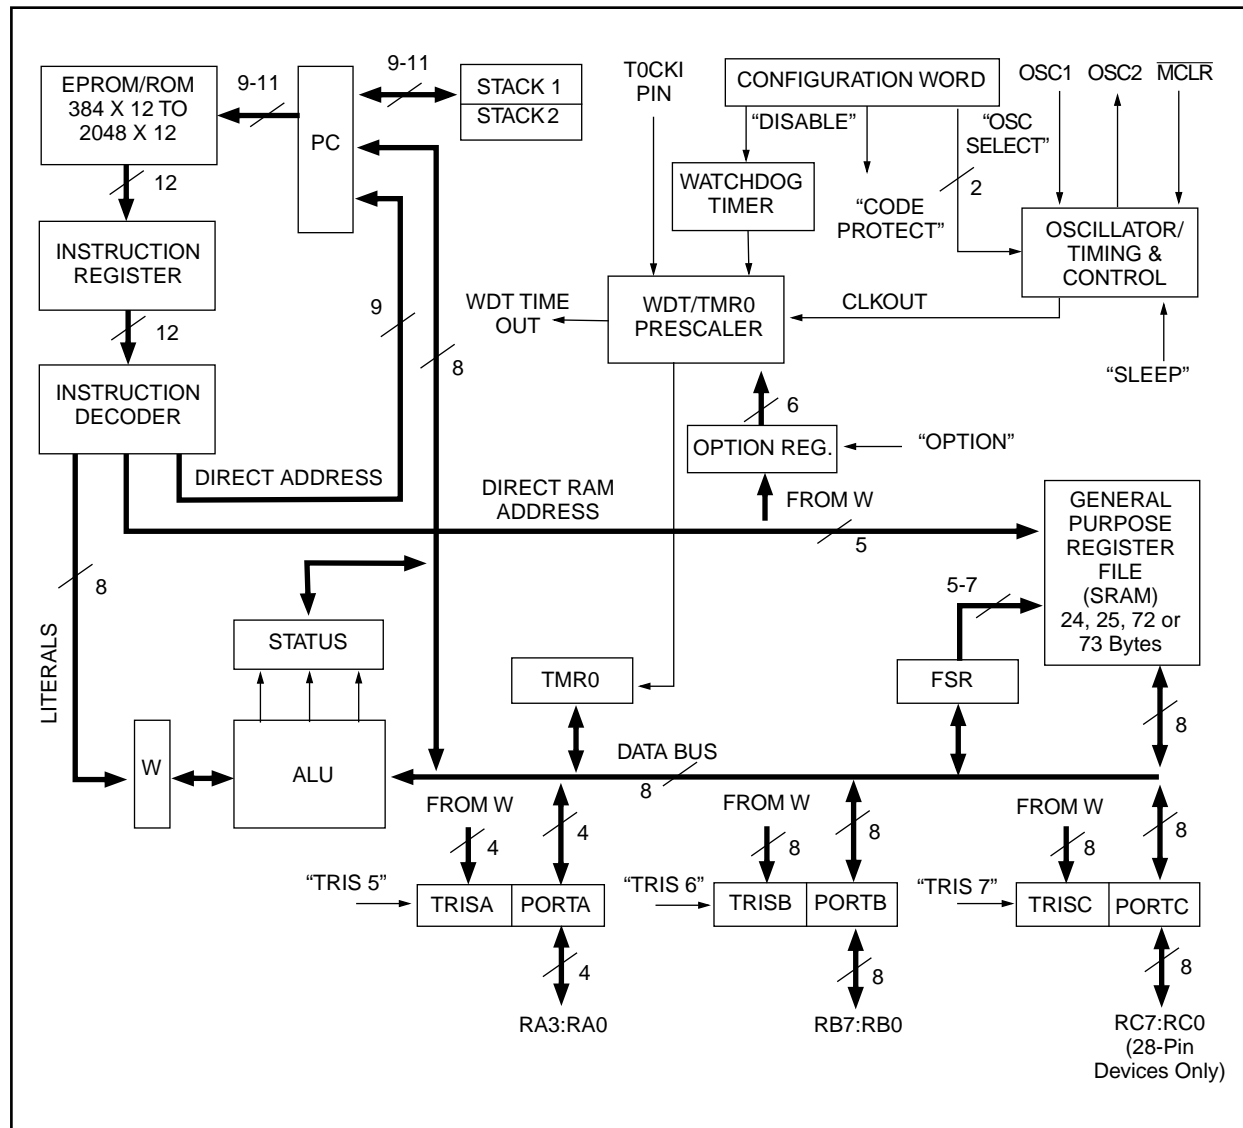 EPROM/ROM
384 X 12 TO
2048 X 12
9-11
PC
9-11
STACK 1
STACK 2
T0CKI
PIN
CONFIGURATION WORD
OSC1
OSC2
MCLR
“DISABLE”
“OSC
SELECT”
2
“CODE
PROTECT”
WATCHDOG
TIMER
12
INSTRUCTION
REGISTER
OSCILLATOR/
TIMING &
CONTROL
WDT TIME
OUT
WDT/TMR0
PRESCALER
CLKOUT
“SLEEP”
9
8
12
INSTRUCTION
DECODER
6
OPTION REG.
“OPTION”
FROM W
DIRECT ADDRESS
DIRECT RAM
ADDRESS
5
GENERAL
PURPOSE
REGISTER
FILE
(SRAM)
24, 25, 72 or
73 Bytes
8
LITERALS
STATUS
5-7
TMR0
FSR
8
W
ALU
DATA BUS
8
FROM W
4
4
FROM W
8
8
FROM W
8
8
“TRIS 5”
TRISA
PORTA
“TRIS 6”
TRISB
PORTB
“TRIS 7”
TRISC
PORTC
4
8
8
RA3:RA0
RB7:RB0
RC7:RC0
(28-Pin
Devices Only)